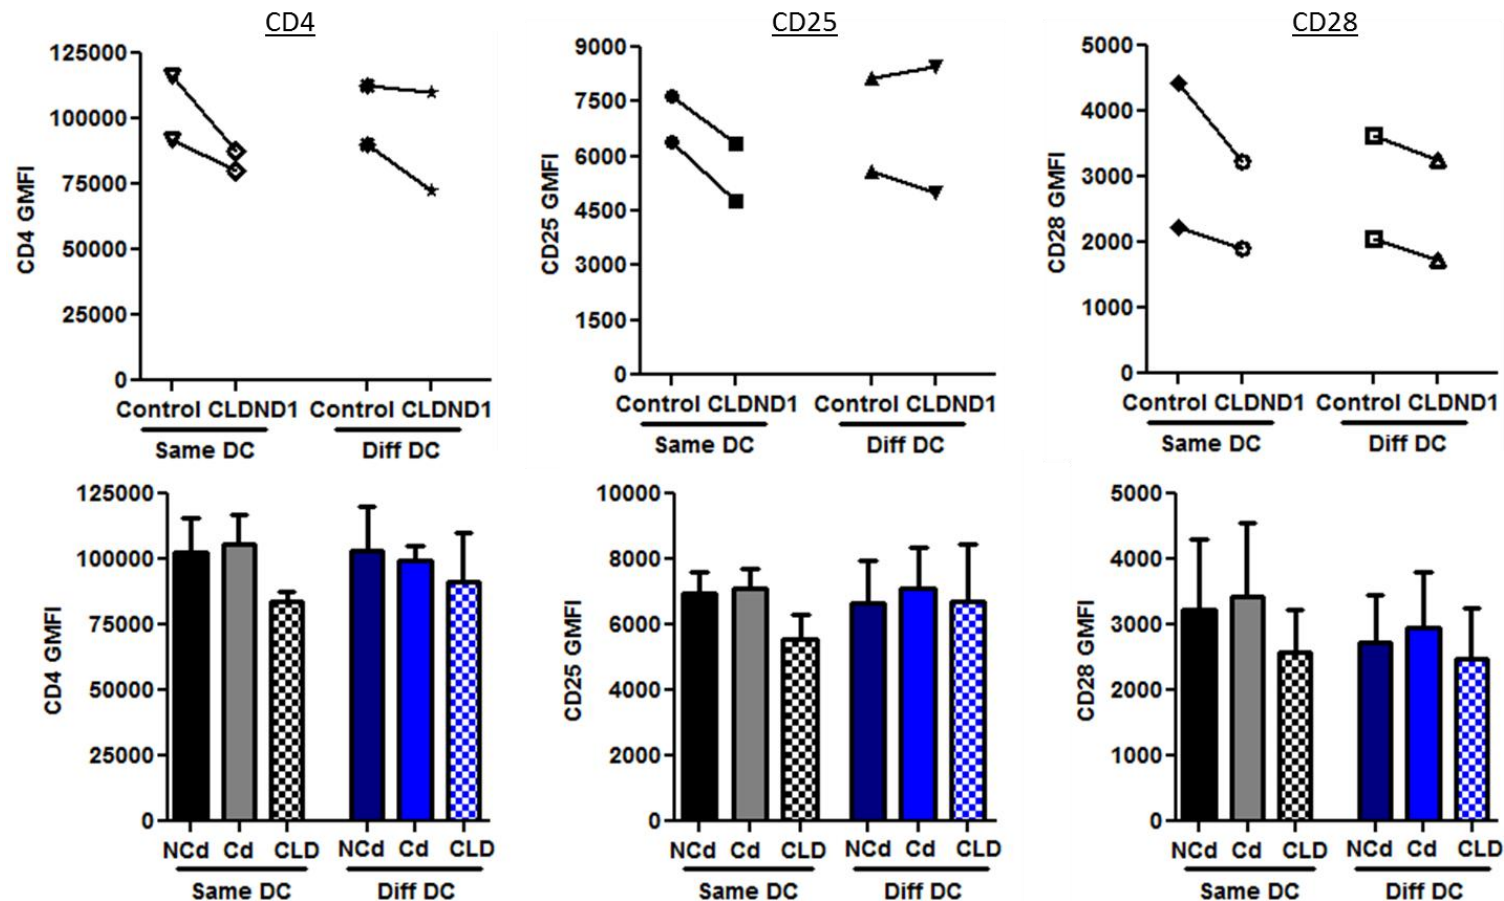 CD4
125000
100000
75000
50000
25000
0
CD4 GMFI
Control CLDND1 Control CLDND1
Same DC Diff DC
CD25
9000
7500
6000
4500
3000
1500
0
CD25 GMFI
Control CLDND1 Control CLDND1
Same DC Diff DC
CD28
5000
4000
3000
2000
1000
0
CD28 GMFI
Control CLDND1 Control CLDND1
Same DC Diff DC
125000
100000
75000
50000
25000
0
CD4 GMFI
NCd Cd CLD NCd Cd CLD
Same DC Diff DC
10000
8000
6000
4000
2000
0
CD25 GMFI
NCd Cd CLD NCd Cd CLD
Same DC Diff DC
5000
4000
3000
2000
1000
0
CD28 GMFI
NCd Cd CLD NCd Cd CLD
Same DC Diff DC